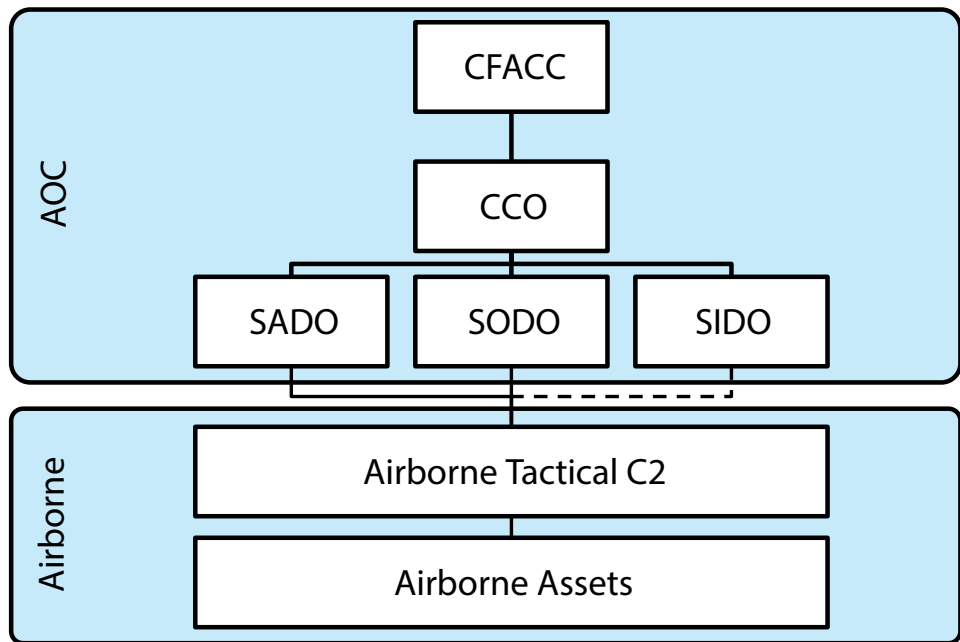 AOC
CFACC
CCO
SADO
SODO
SIDO
Airborne
Airborne Tactical C2
Airborne Assets